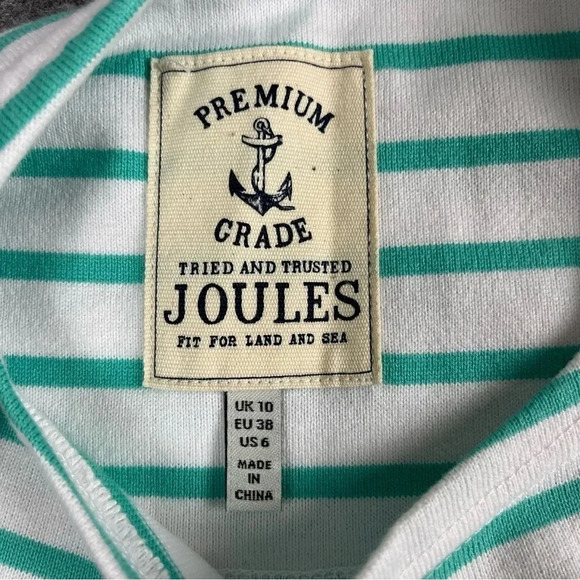 PREMIUM
GRADE
TRIED AND TRUSTED
JOULES
FIT FOR LAND AND SEA
UK 10
EU 38
US 6
MADE
IN
CHINA